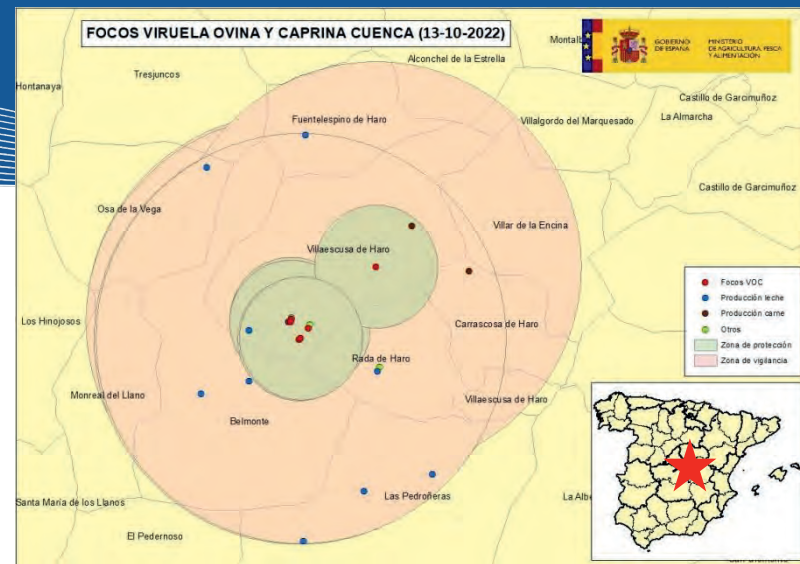 FOCOS VIRUELA OVINA Y CAPRINA CUENCA (13-10-2022)
GOBIERNO DE ESPAÑA
MINISTERIO DE AGRICULTURA, PESCA Y ALIMENTACIÓN
Hontanaya
Tresjuncos
Alconchel de la Estrella
Castillo de Garcimuñoz
La Almarcha
Fuentelespino de Haro
Villalgordo del Marquesado
Castillo de Garcimuñoz
Osa de la Vega
Villar de la Encina
Villaescusa de Haro
Focos VOC
Producción leche
Producción carne
Otros
Zona de protección
Zona de vigilancia
Los Hinojosos
Carrascosa de Haro
Rada de Haro
Monreal del Llano
Villaescusa de Haro
Belmonte
Santa María de los Llanos
Las Pedroñeras
El Pedernoso